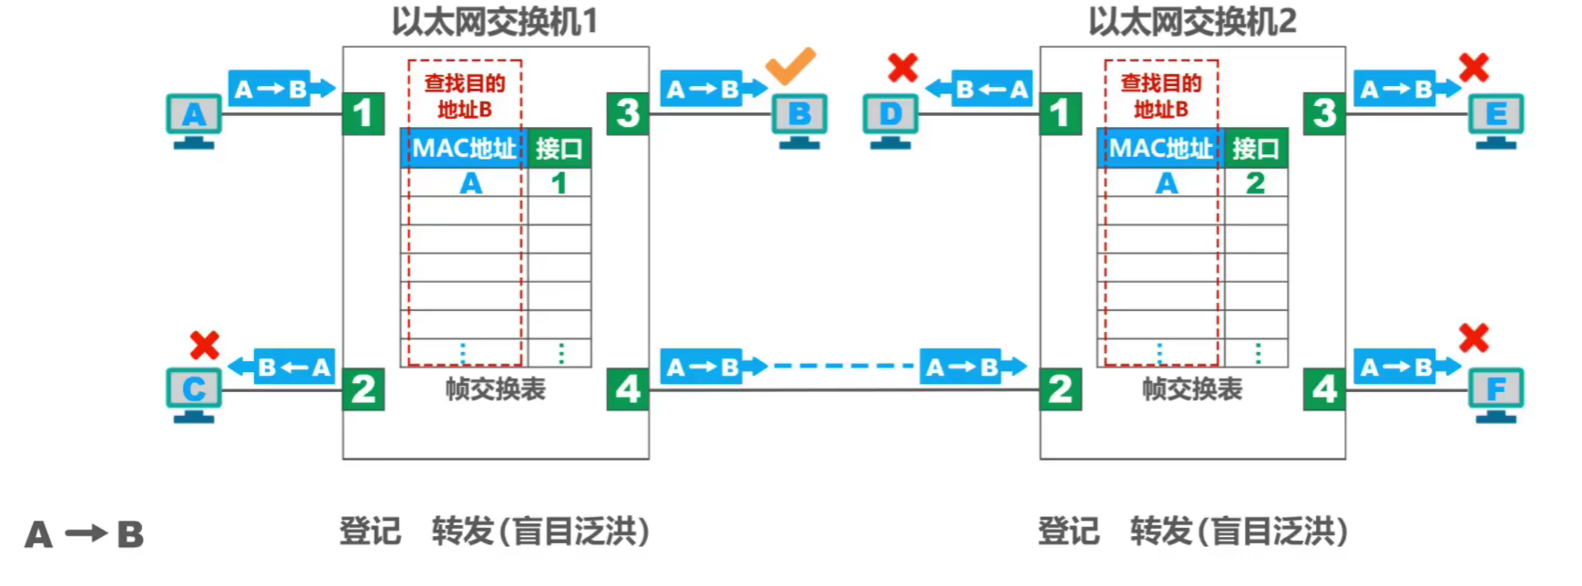 以太网交换机1
以太网交换机2
A→B
1
查找目的
地址B
MAC地址
接口
A
1
⋮
⋮
帧交换表
3
A→B
B
A
C
B←A
2
4
A→B
A→B
D
B←A
1
查找目的
地址B
MAC地址
接口
A
2
⋮
⋮
帧交换表
2
3
A→B
E
4
A→B
F
A→B
登记 转发(盲目泛洪)
登记 转发(盲目泛洪)